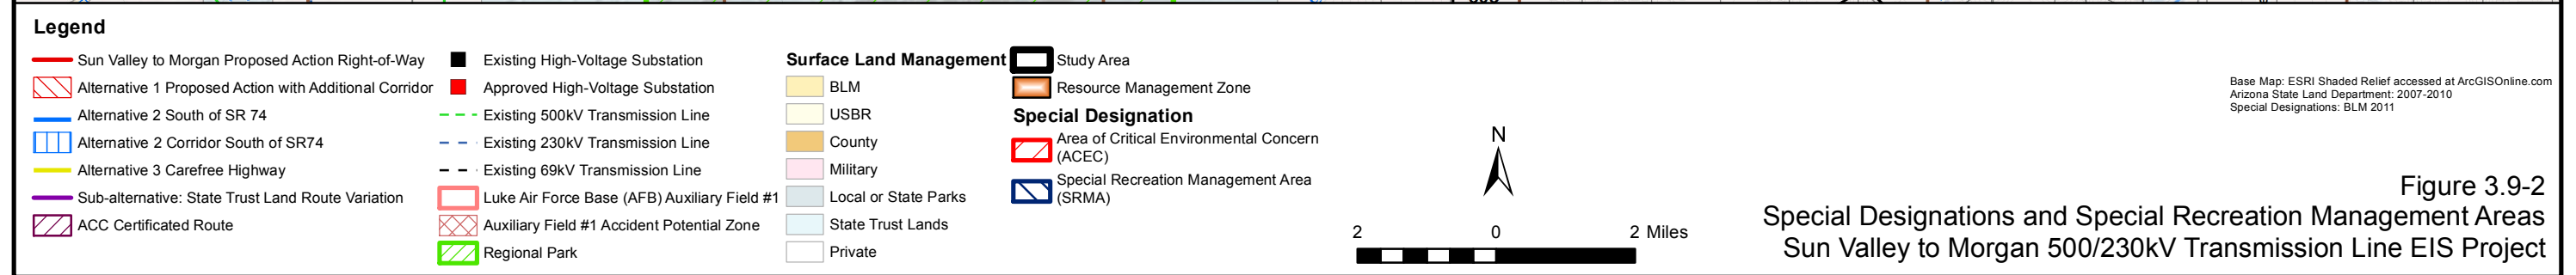 Legend
Sun Valley to Morgan Proposed Action Right-of-Way
Alternative 1 Proposed Action with Additional Corridor
Alternative 2 South of SR 74
Alternative 2 Corridor South of SR74
Alternative 3 Carefree Highway
Sub-alternative: State Trust Land Route Variation
ACC Certificated Route
Existing High-Voltage Substation
Approved High-Voltage Substation
Existing 500kV Transmission Line
Existing 230kV Transmission Line
Existing 69kV Transmission Line
Luke Air Force Base (AFB) Auxiliary Field #1
Auxiliary Field #1 Accident Potential Zone
Regional Park
Surface Land Management
BLM
USBR
County
Military
Local or State Parks
State Trust Lands
Private
Study Area
Resource Management Zone
Special Designation
Area of Critical Environmental Concern
(ACEC)
Special Recreation Management Area
(SRMA)
N
2 0 2 Miles
Base Map: ESRI Shaded Relief accessed at ArcGISOnline.com
Arizona State Land Department: 2007-2010
Special Designations: BLM 2011
Figure 3.9-2
Special Designations and Special Recreation Management Areas
Sun Valley to Morgan 500/230kV Transmission Line EIS Project